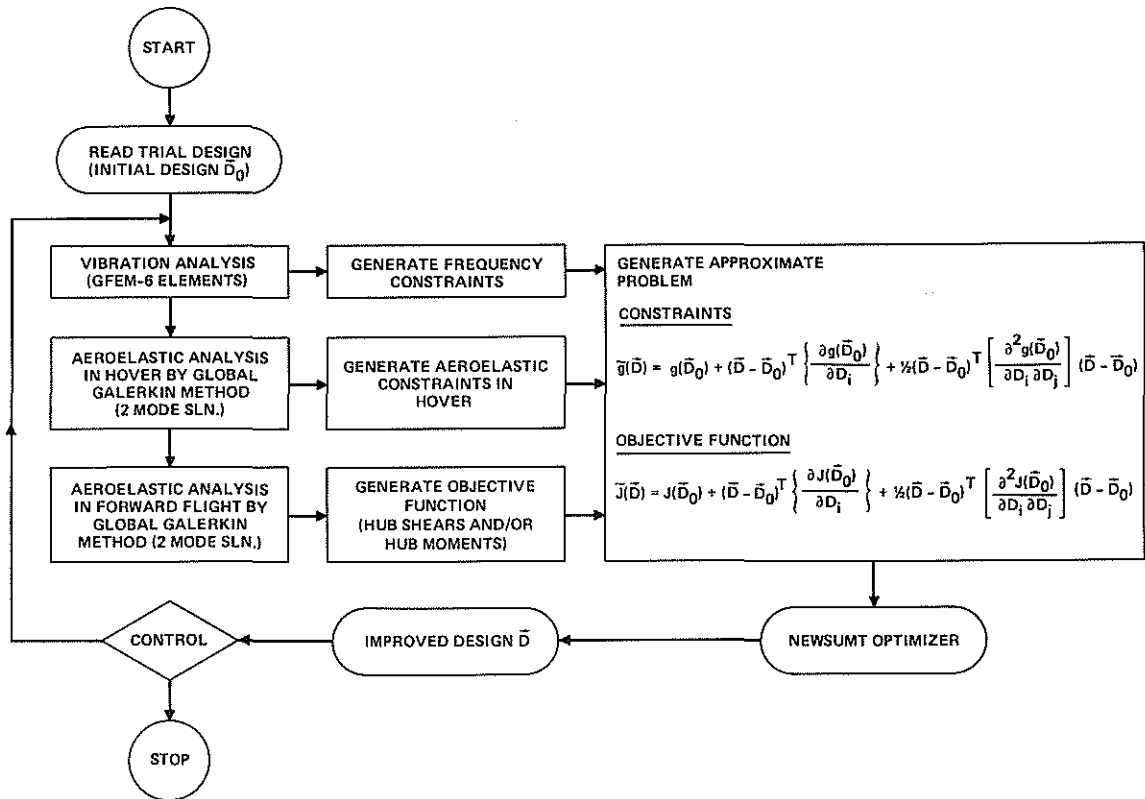 START
READ TRIAL DESIGN
(INITIAL DESIGN D̄₀)
VIBRATION ANALYSIS
(GFEM-6 ELEMENTS)
GENERATE FREQUENCY
CONSTRAINTS
AEROELASTIC ANALYSIS
IN HOVER BY GLOBAL
GALERKIN METHOD
(2 MODE SLN.)
GENERATE AEROELASTIC
CONSTRAINTS IN
HOVER
AEROELASTIC ANALYSIS
IN FORWARD FLIGHT BY
GLOBAL GALERKIN
METHOD (2 MODE SLN.)
GENERATE OBJECTIVE
FUNCTION
(HUB SHEARS AND/OR
HUB MOMENTS)
GENERATE APPROXIMATE
PROBLEM
CONSTRAINTS
g̃(D̄) = g(D̄₀) + (D̄ - D̄₀)ᵀ {∂g(D̄₀)/∂Dᵢ} + ½(D̄ - D̄₀)ᵀ [∂²g(D̄₀)/∂Dᵢ ∂Dⱼ] (D̄ - D̄₀)
OBJECTIVE FUNCTION
J̃(D̄) = J(D̄₀) + (D̄ - D̄₀)ᵀ {∂J(D̄₀)/∂Dᵢ} + ½(D̄ - D̄₀)ᵀ [∂²J(D̄₀)/∂Dᵢ ∂Dⱼ] (D̄ - D̄₀)
NEWSUMT OPTIMIZER
IMPROVED DESIGN D̄
CONTROL
STOP